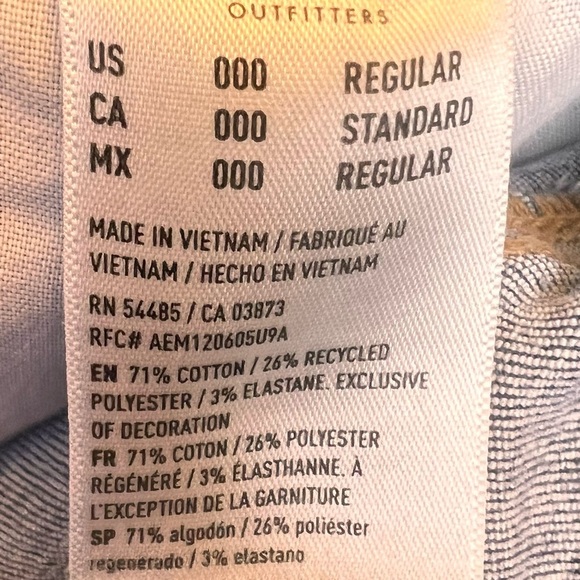 OUTFITTERS
US 000 REGULAR
CA 000 STANDARD
MX 000 REGULAR
MADE IN VIETNAM / FABRIQUÉ AU
VIETNAM / HECHO EN VIETNAM
RN 54485 / CA 03873
RFC# AEM120605U9A
EN 71% COTTON / 26% RECYCLED
POLYESTER / 3% ELASTANE. EXCLUSIVE
OF DECORATION
FR 71% COTON / 26% POLYESTER
RÉGÉNÉRÉ / 3% ÉLASTHANNE. À
L'EXCEPTION DE LA GARNITURE
SP 71% algodón / 26% poliéster
regenerado / 3% elastano